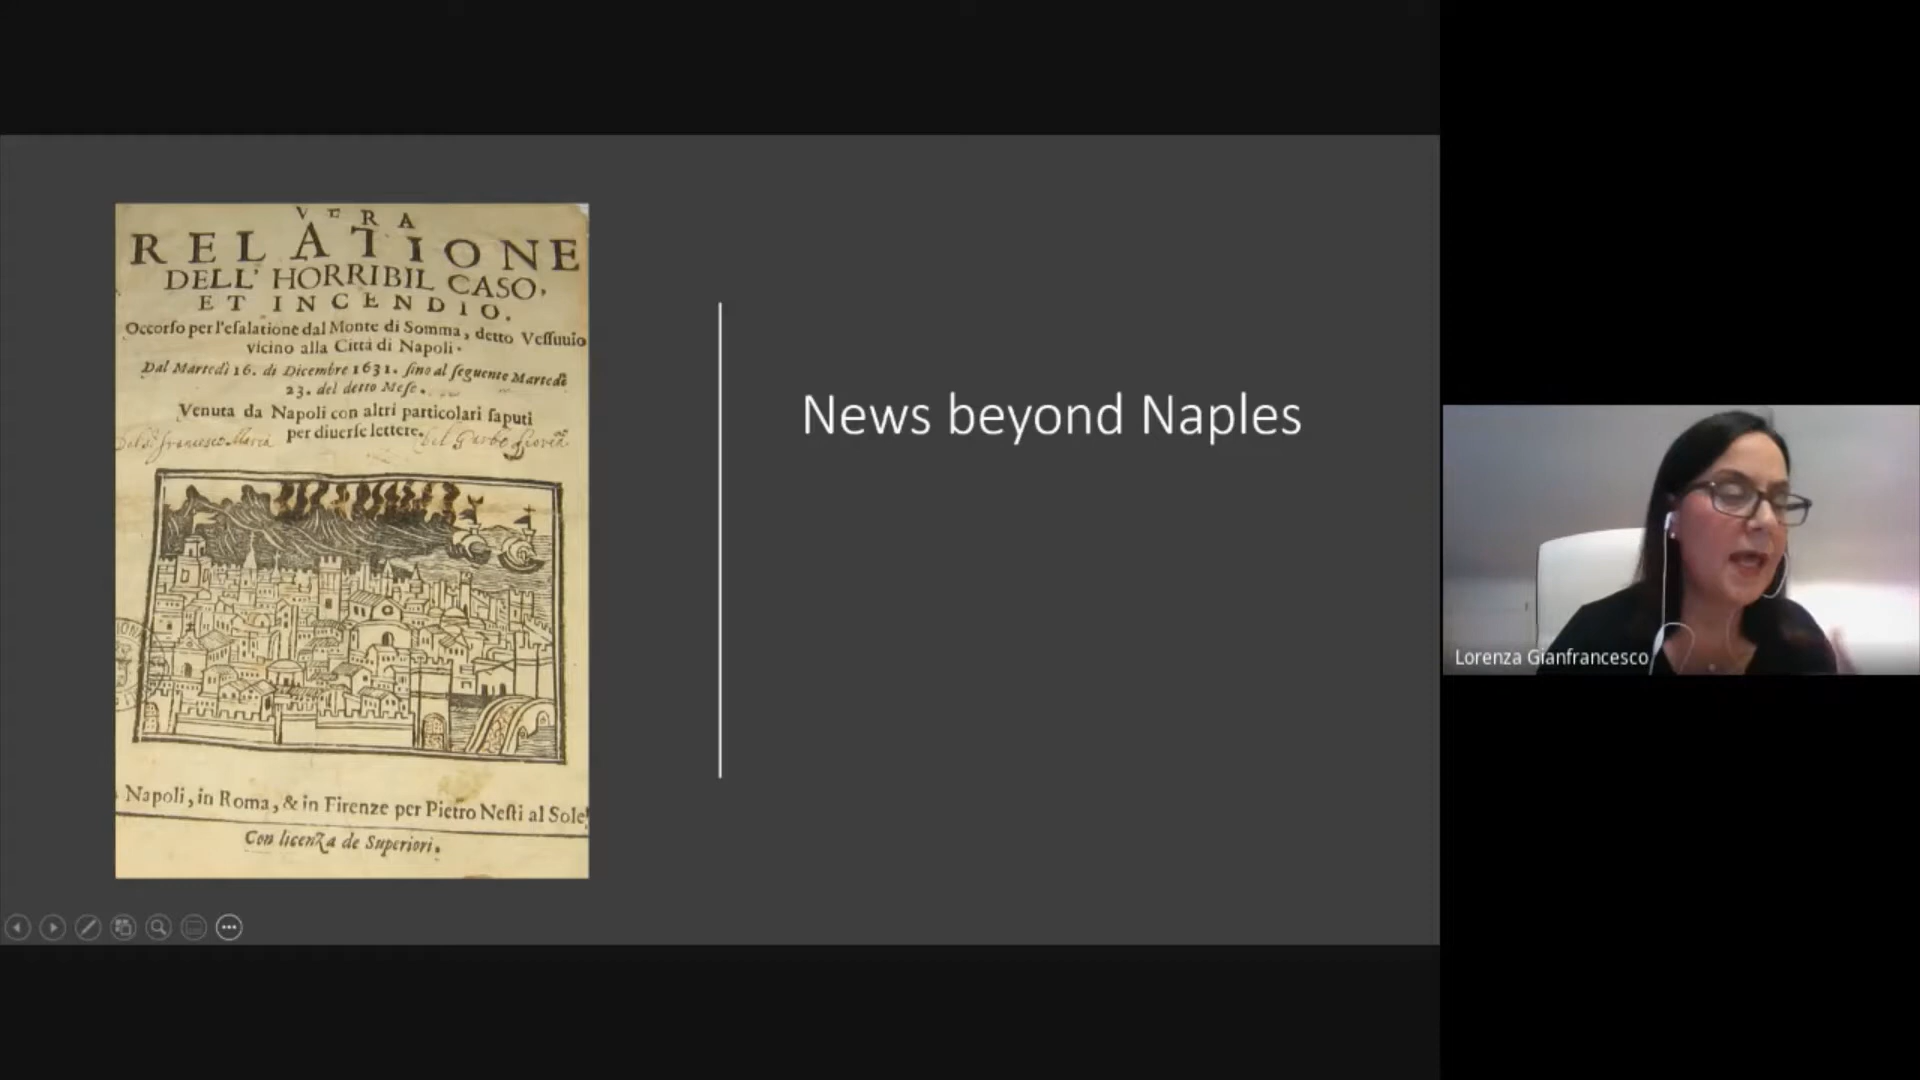 VERA
RELATIONE
DELL' HORRIBIL CASO,
ET INCENDIO.
Occorſo per l'eſalatione dal Monte di Somma, detto Veſſuuio
vicino alla Città di Napoli.
Dal Martedì 16. di Dicembre 1631. ſino al ſeguente Martedì
23. del detto Meſe.
Venuta da Napoli con altri particolari ſaputi
per diuerſe lettere.
Napoli, in Roma, & in Firenze per Pietro Neſti al Sole
Con licenza de Superiori.
News beyond Naples
Lorenza Gianfrancesco